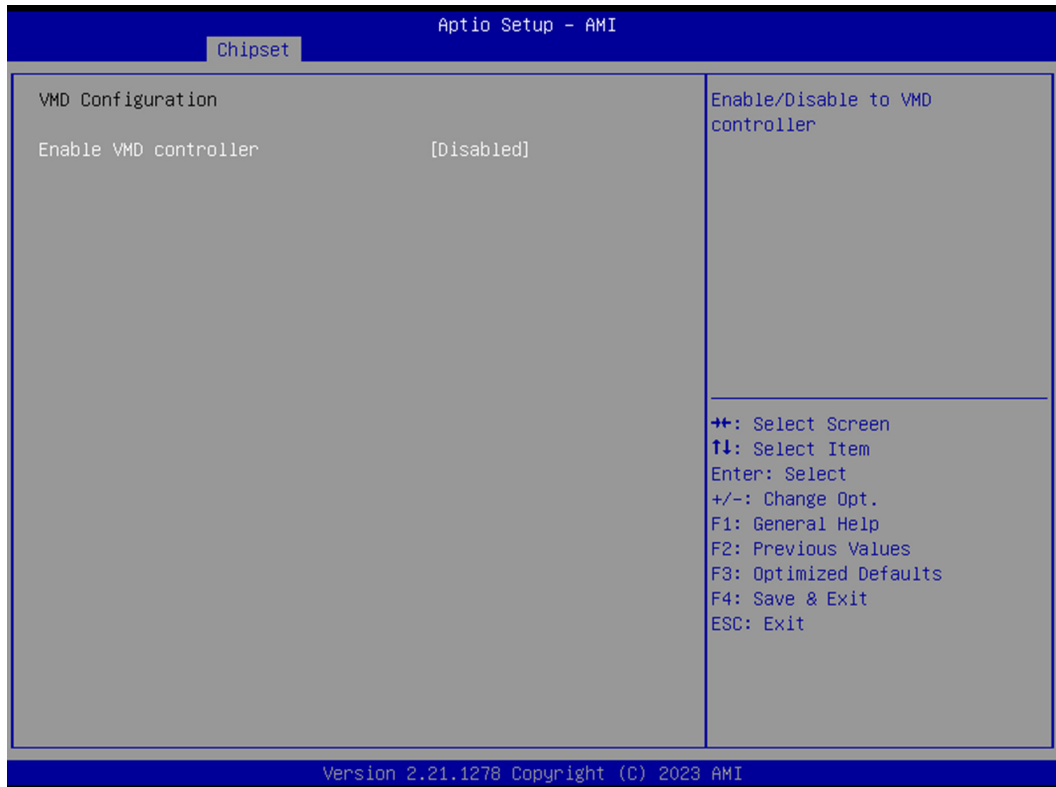 Aptio Setup – AMI
Chipset
VMD Configuration
Enable VMD controller [Disabled]
Enable/Disable to VMD
controller
→←: Select Screen
↑↓: Select Item
Enter: Select
+/-: Change Opt.
F1: General Help
F2: Previous Values
F3: Optimized Defaults
F4: Save & Exit
ESC: Exit
Version 2.21.1278 Copyright (C) 2023 AMI